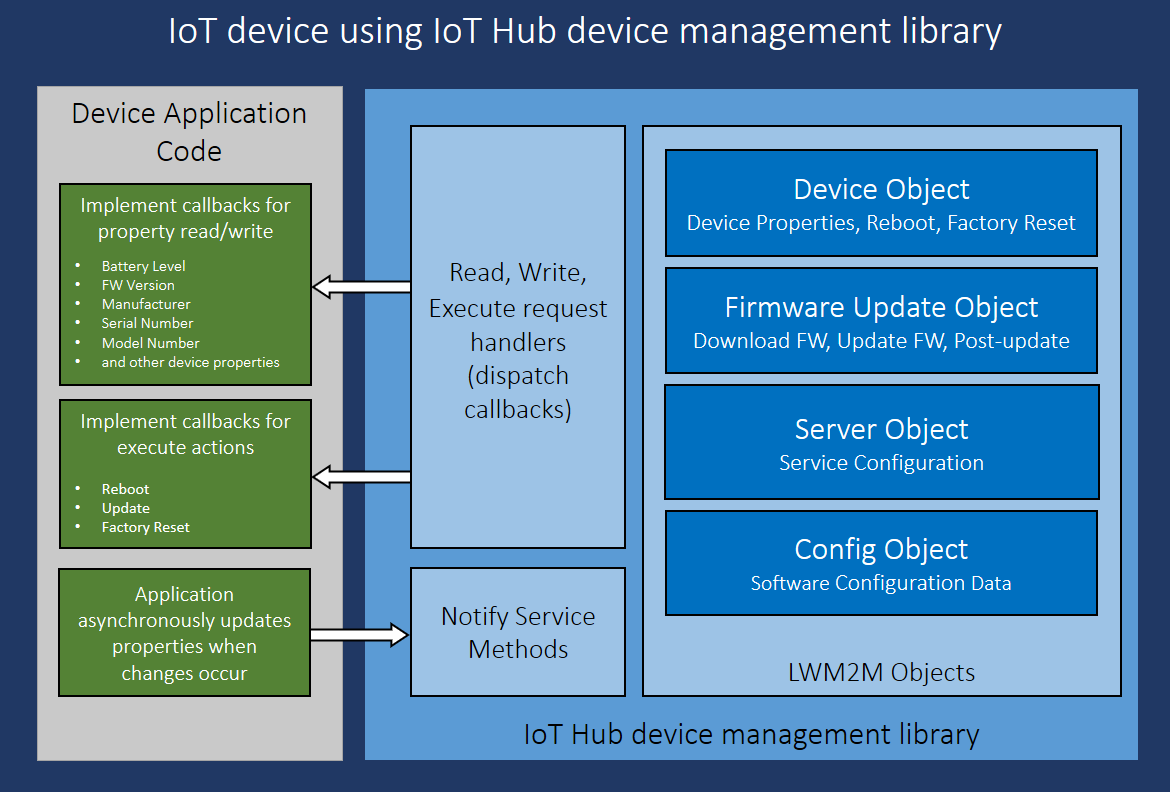 IoT device using IoT Hub device management library
Device Application
Code
Implement callbacks for
property read/write
• Battery Level
• FW Version
• Manufacturer
• Serial Number
• Model Number
• and other device properties
Implement callbacks for
execute actions
• Reboot
• Update
• Factory Reset
Application
asynchronously updates
properties when
changes occur
Read, Write,
Execute request
handlers
(dispatch
callbacks)
Notify Service
Methods
Device Object
Device Properties, Reboot, Factory Reset
Firmware Update Object
Download FW, Update FW, Post-update
Server Object
Service Configuration
Config Object
Software Configuration Data
LWM2M Objects
IoT Hub device management library